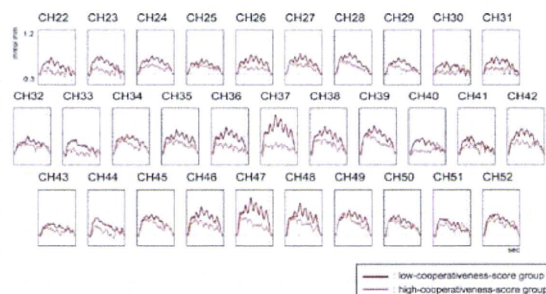 CH22 CH23 CH24 CH25 CH26 CH27 CH28 CH29 CH30 CH31
1.2
-0.3
CH32 CH33 CH34 CH35 CH36 CH37 CH38 CH39 CH40 CH41 CH42
CH43 CH44 CH45 CH46 CH47 CH48 CH49 CH50 CH51 CH52
sec
: low-cooperativeness-score group
: high-cooperativeness-score group